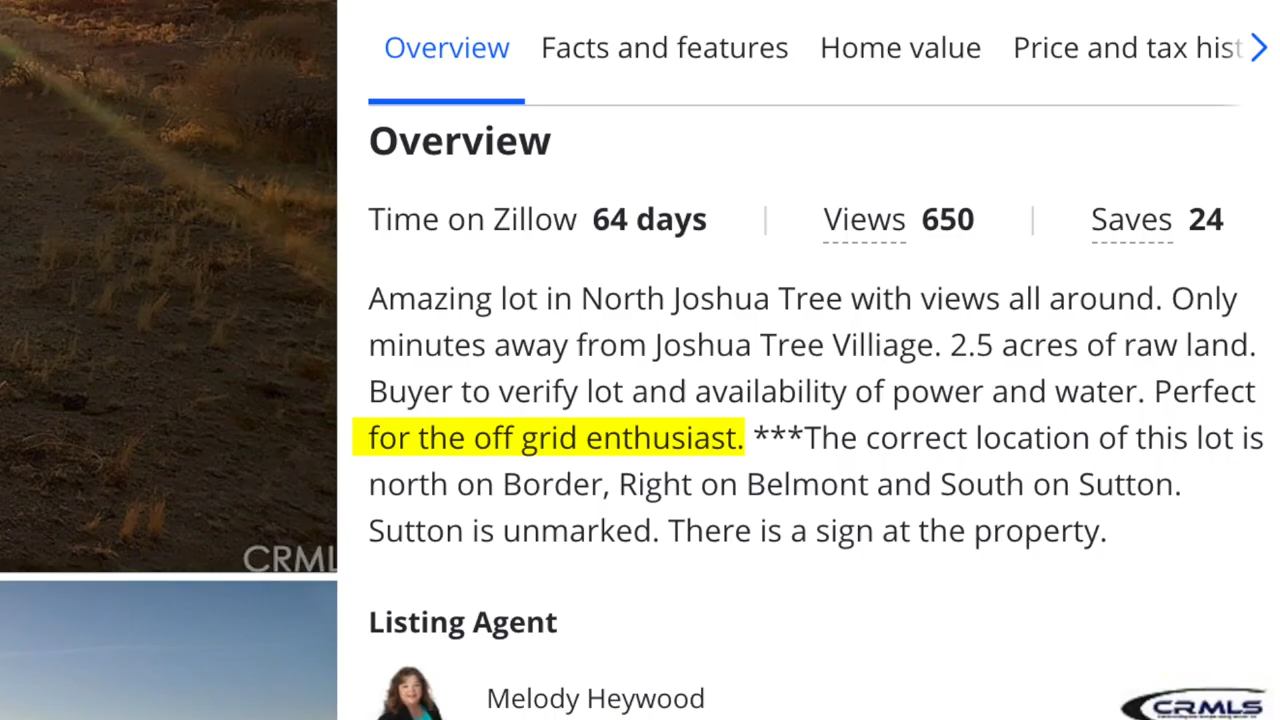 Overview Facts and features Home value Price and tax hist
Overview
Time on Zillow 64 days Views 650 Saves 24
Amazing lot in North Joshua Tree with views all around. Only
minutes away from Joshua Tree Villiage. 2.5 acres of raw land.
Buyer to verify lot and availability of power and water. Perfect
for the off grid enthusiast. ***The correct location of this lot is
north on Border, Right on Belmont and South on Sutton.
Sutton is unmarked. There is a sign at the property.
CRML
Listing Agent
Melody Heywood
CRMLS